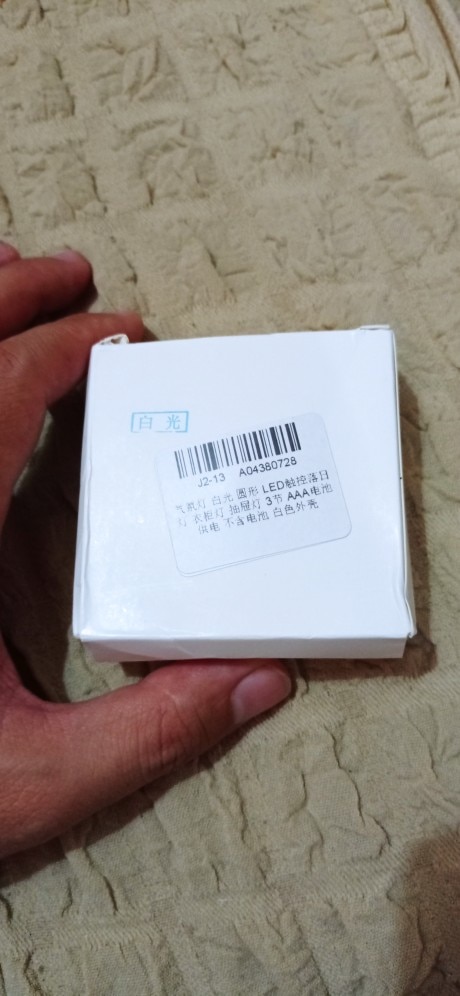 白光
J2-13 A04380728
气氛灯 白光 圆形 LED触控落日
灯 衣柜灯 抽屉灯 3节 AAA电池
供电 不含电池 白色外壳